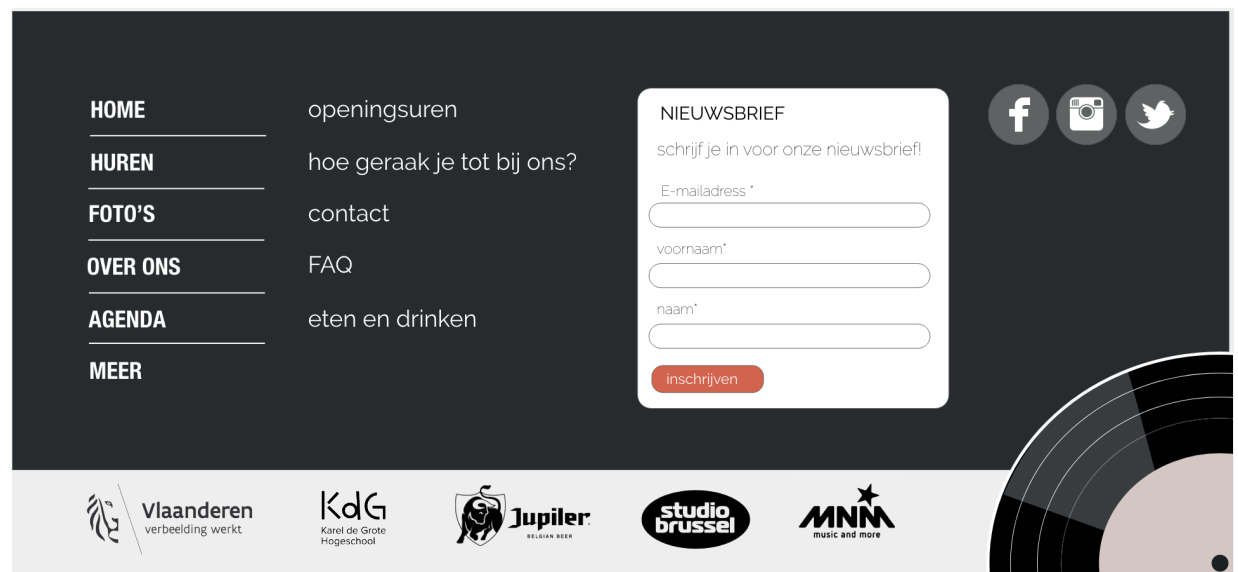 HOME
HUREN
FOTO'S
OVER ONS
AGENDA
MEER
openingsuren
hoe geraak je tot bij ons?
contact
FAQ
eten en drinken
NIEUWSBRIEF
schrijf je in voor onze nieuwsbrief!
E-mailadress *
voornaam*
naam*
inschrijven
Vlaanderen
verbeelding werkt
KdG
Karel de Grote
Hogeschool
Jupiler
BELGIAN BEER
studio
brussel
MNM
music and more